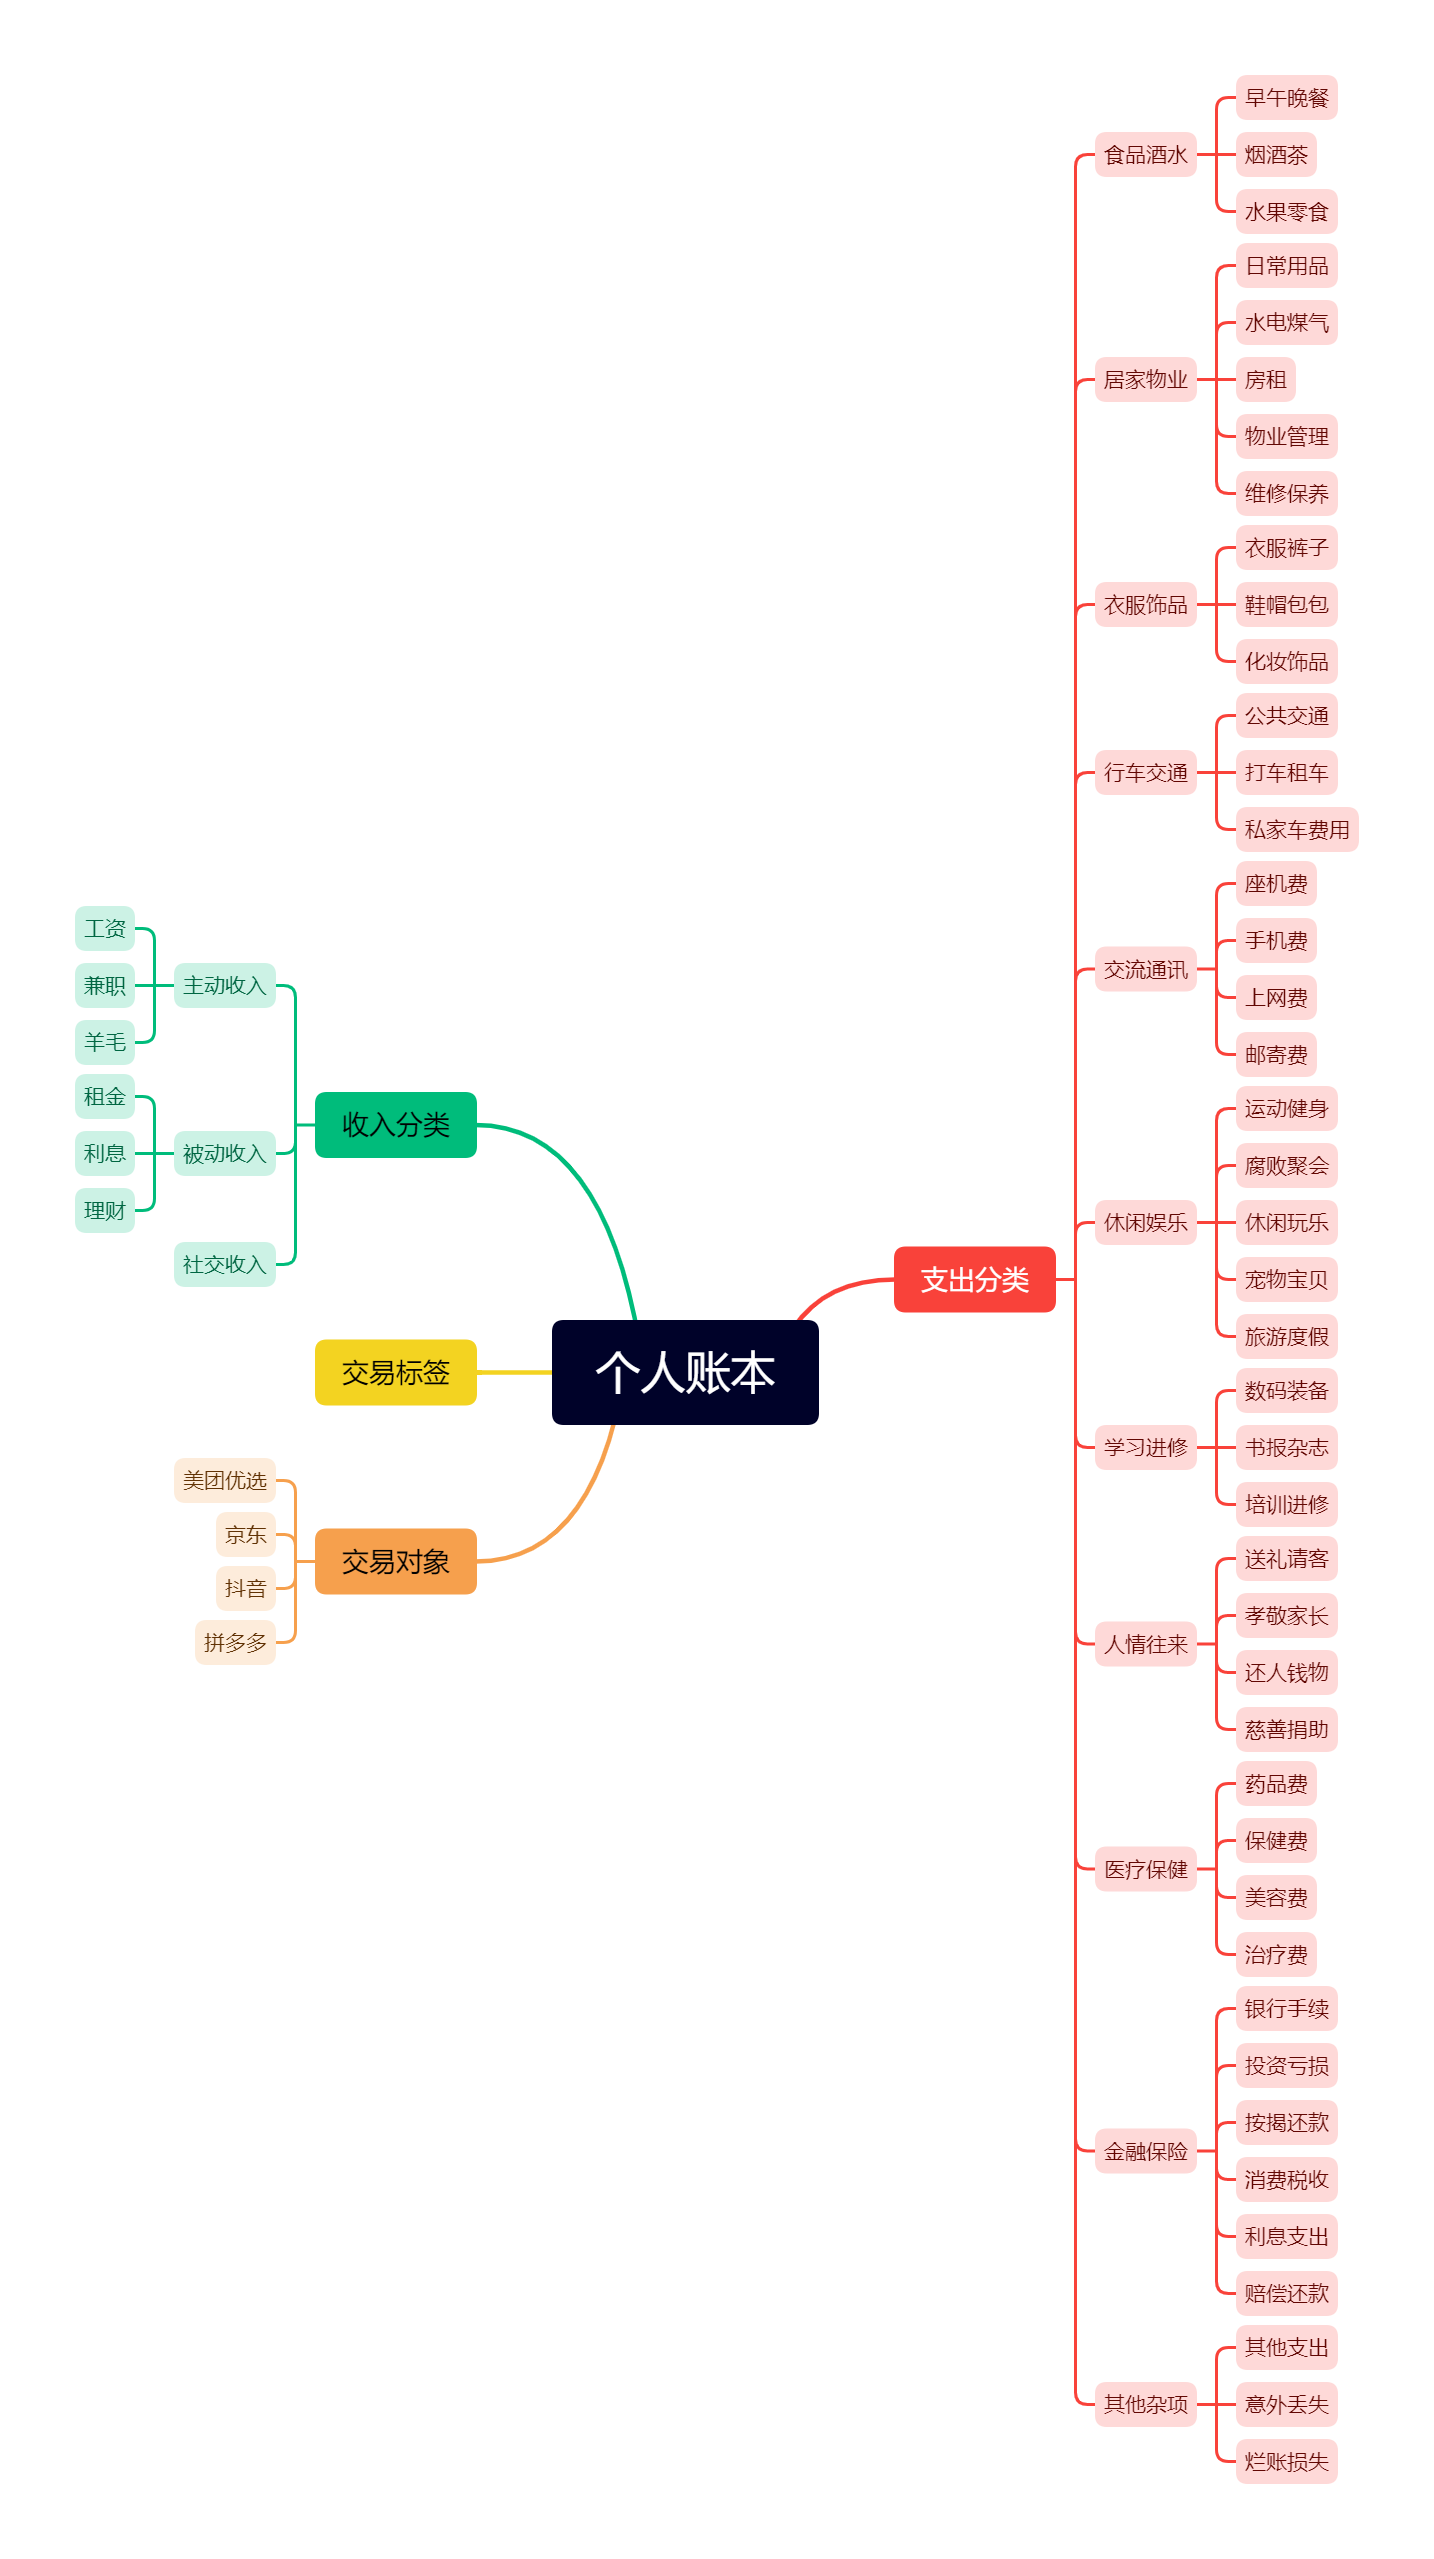 个人账本
支出分类
食品酒水
早午晚餐
烟酒茶
水果零食
居家物业
日常用品
水电煤气
房租
物业管理
维修保养
衣服饰品
衣服裤子
鞋帽包包
化妆饰品
行车交通
公共交通
打车租车
私家车费用
交流通讯
座机费
手机费
上网费
邮寄费
休闲娱乐
运动健身
腐败聚会
休闲玩乐
宠物宝贝
旅游度假
学习进修
数码装备
书报杂志
培训进修
人情往来
送礼请客
孝敬家长
还人钱物
慈善捐助
医疗保健
药品费
保健费
美容费
治疗费
金融保险
银行手续
投资亏损
按揭还款
消费税收
利息支出
赔偿还款
其他杂项
其他支出
意外丢失
烂账损失
收入分类
主动收入
工资
兼职
羊毛
被动收入
租金
利息
理财
社交收入
交易标签
交易对象
美团优选
京东
抖音
拼多多